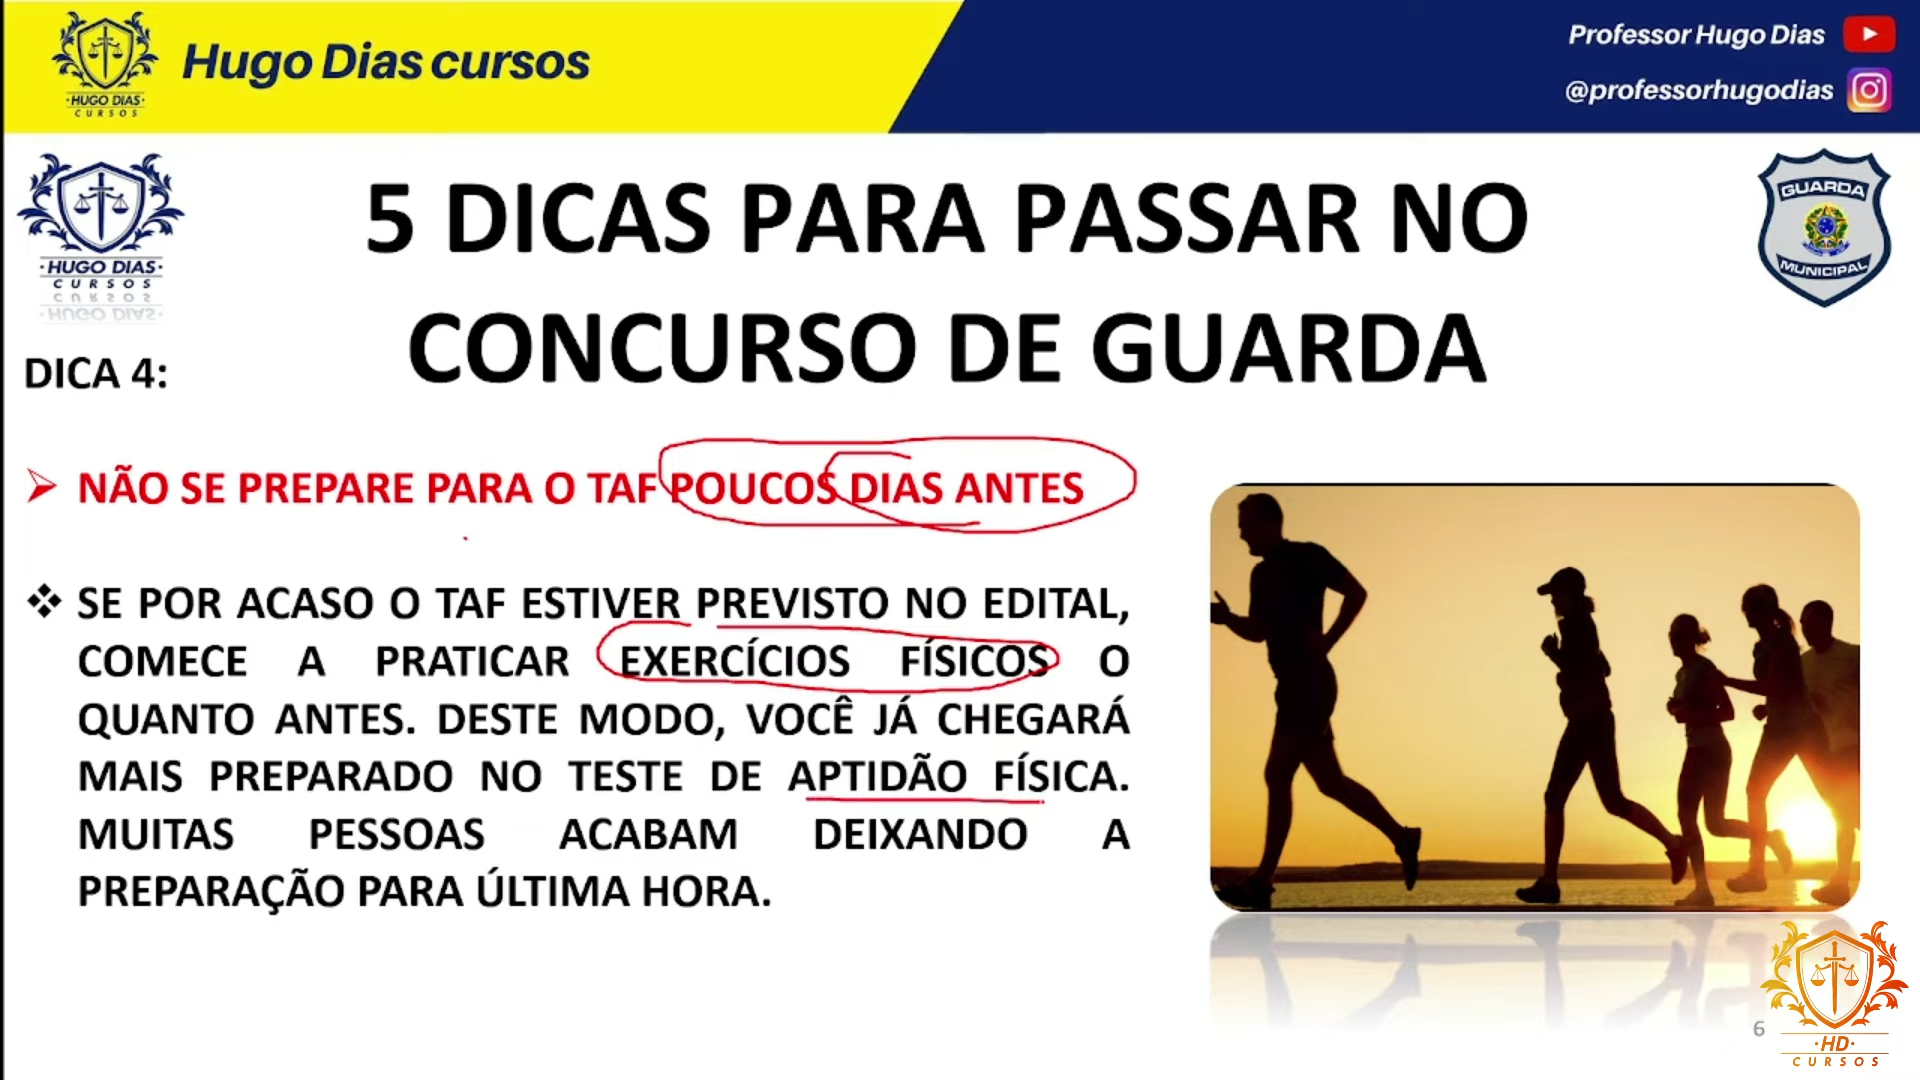 HUGO DIAS
CURSOS
Hugo Dias cursos
Professor Hugo Dias
@professorhugodias
HUGO DIAS
CURSOS
5 DICAS PARA PASSAR NO
CONCURSO DE GUARDA
GUARDA
MUNICIPAL
DICA 4:
NÃO SE PREPARE PARA O TAF POUCOS DIAS ANTES
SE POR ACASO O TAF ESTIVER PREVISTO NO EDITAL,
COMECE A PRATICAR EXERCÍCIOS FÍSICOS O
QUANTO ANTES. DESTE MODO, VOCÊ JÁ CHEGARÁ
MAIS PREPARADO NO TESTE DE APTIDÃO FÍSICA.
MUITAS PESSOAS ACABAM DEIXANDO A
PREPARAÇÃO PARA ÚLTIMA HORA.
6
HD
CURSOS